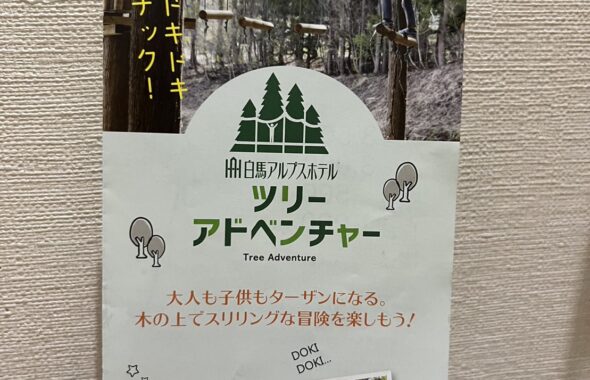 ドキドキ
チック！
白馬アルプスホテル
ツリー
アドベンチャー
Tree Adventure
大人も子供もターザンになる。
木の上でスリリングな冒険を楽しもう！
DOKI
DOKI...